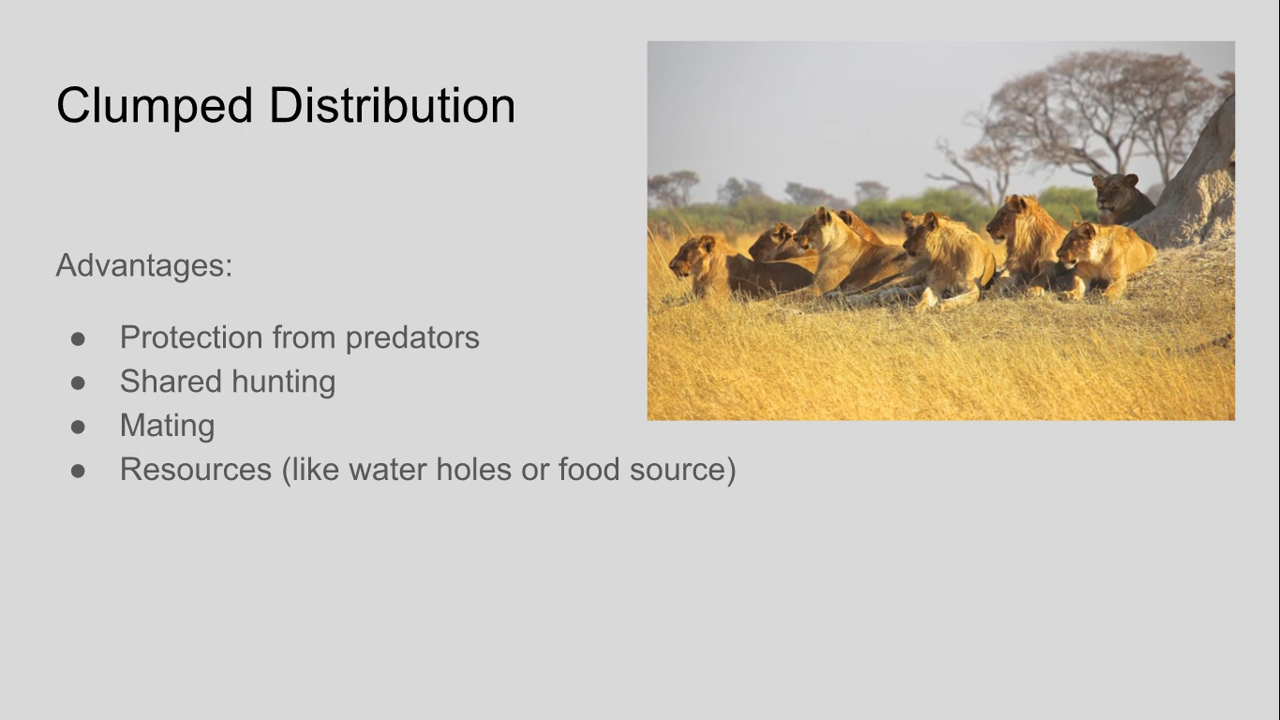 Clumped Distribution
Advantages:
● Protection from predators
● Shared hunting
● Mating
● Resources (like water holes or food source)